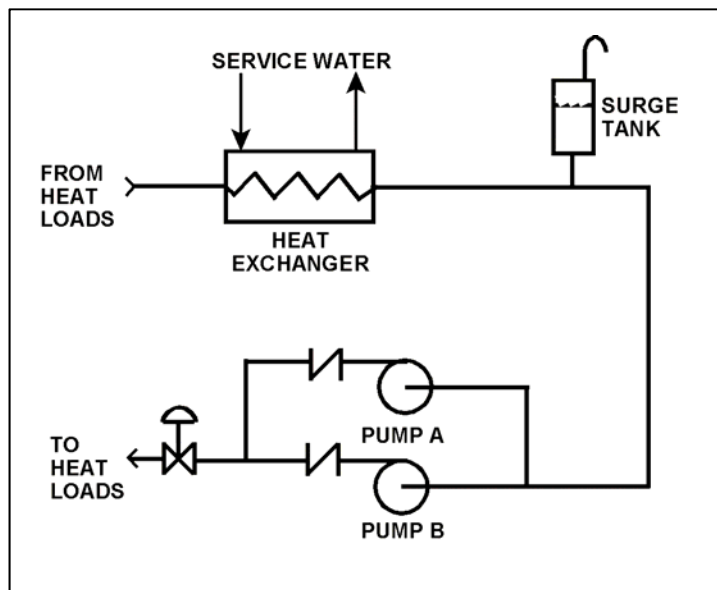 SERVICE WATER
SURGE
TANK
FROM
HEAT
LOADS
HEAT
EXCHANGER
PUMP A
TO
HEAT
LOADS
PUMP B